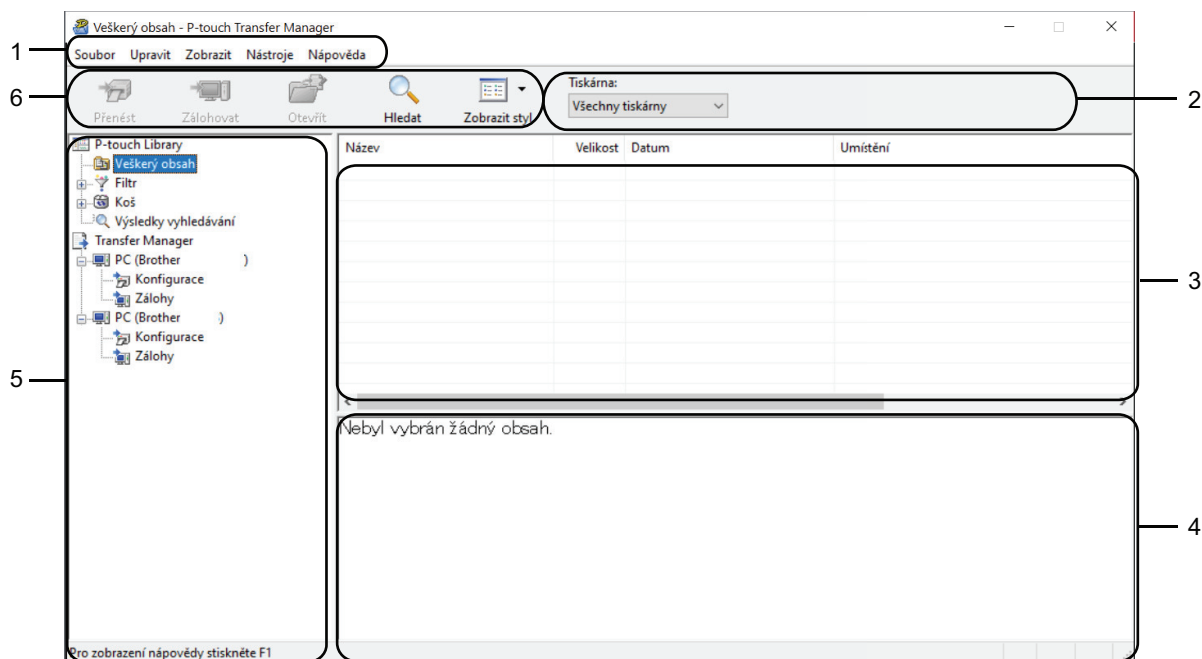 Veškerý obsah - P-touch Transfer Manager
1
Soubor Upravit Zobrazit Nástroje Nápověda
6
Přenést Zálohovat Otevřít Hledat Zobrazit styl
Tiskárna:
Všechny tiskárny
2
P-touch Library
Veškerý obsah
Filtr
Koš
Výsledky vyhledávání
Transfer Manager
PC (Brother )
Konfigurace
Zálohy
PC (Brother )
Konfigurace
Zálohy
5
Název Velikost Datum Umístění
3
Nebyl vybrán žádný obsah.
4
Pro zobrazení nápovědy stiskněte F1